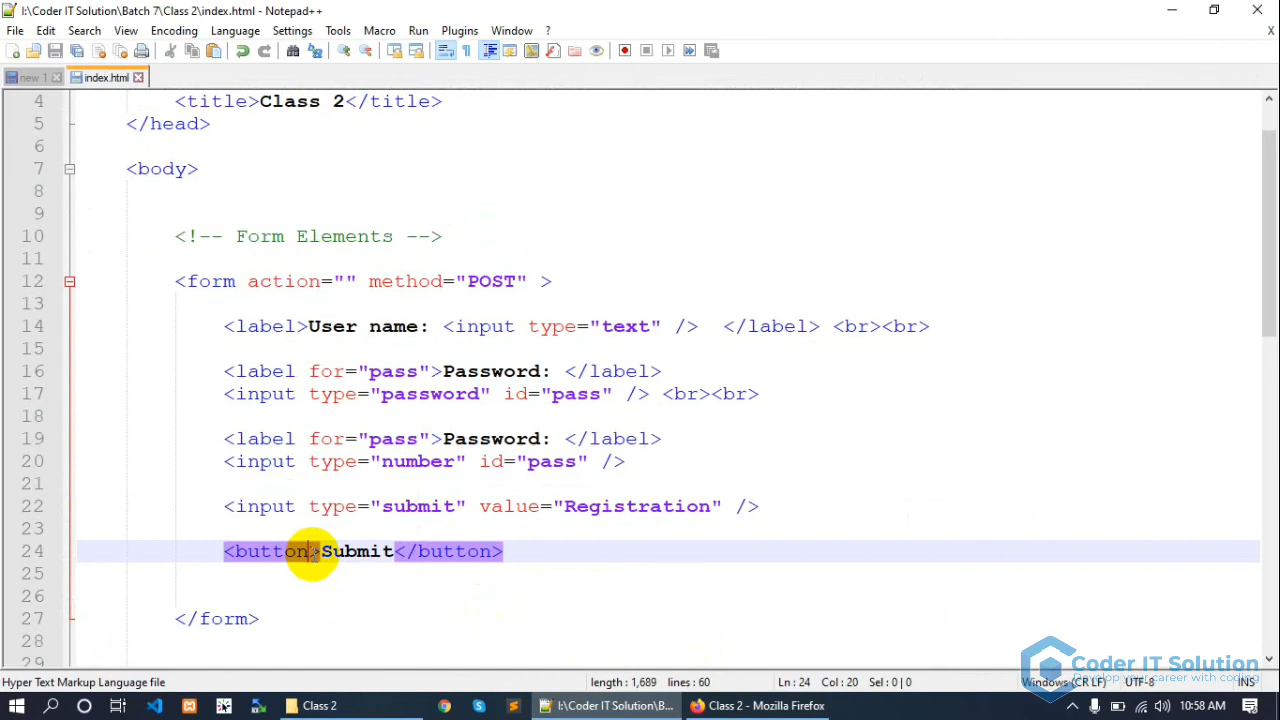 I:\Coder IT Solution\Batch 7\Class 2\index.html - Notepad++
File Edit Search View Encoding Language Settings Tools Macro Run Plugins Window ? X
new 1 index.html
4 <title>Class 2</title>
5 </head>
6
7 <body>
8
9
10 <!-- Form Elements -->
11
12 <form action="" method="POST" >
13
14 <label>User name: <input type="text" /> </label> <br><br>
15
16 <label for="pass">Password: </label>
17 <input type="password" id="pass" /> <br><br>
18
19 <label for="pass">Password: </label>
20 <input type="number" id="pass" />
21
22 <input type="submit" value="Registration" />
23
24 <button>Submit</button>
25
26
27 </form>
28
29
Coder IT Solution
Develop your career with coding
Hyper Text Markup Language file length : 1,689 lines : 60 Ln : 24 Col : 20 Sel : 0 | 0 Windows (CR LF) UTF-8 INS
Class 2 I:\Coder IT Solution\B... Class 2 - Mozilla Firefox 10:58 AM